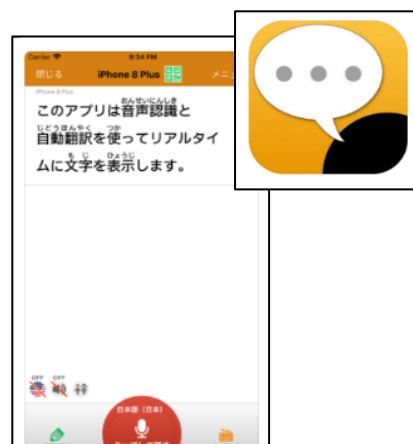 Carrier 9:34 PM
閉じる iPhone 8 Plus メニュ
iPhone 8 Plus
おんせいにんしき
このアプリは音声認識と
じどうほんやく つか
自動翻訳を使ってリアルタイ
もじ ひょうじ
ムに文字を表示します。
OFF OFF
日本語 (日本)